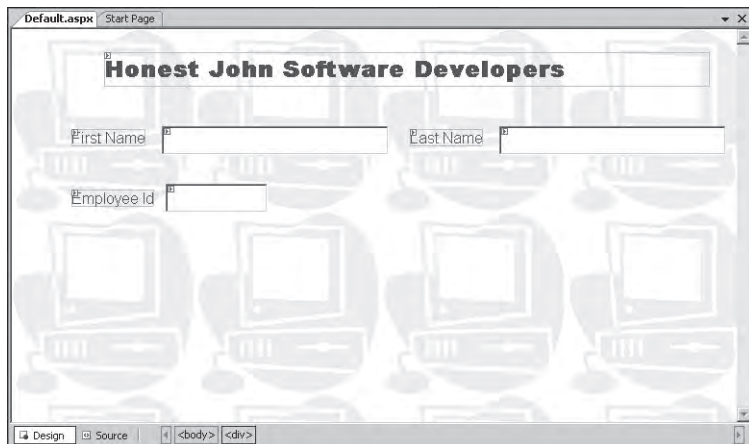 Default.aspx Start Page
Honest John Software Developers
First Name Last Name
Employee Id
Design Source <body> <div>